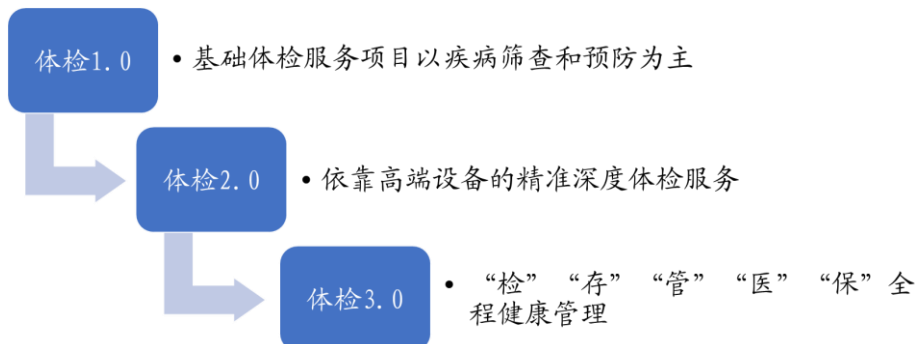 体检1.0
• 基础体检服务项目以疾病筛查和预防为主
体检2.0
• 依靠高端设备的精准深度体检服务
体检3.0
• “检” “存” “管” “医” “保”全
程健康管理